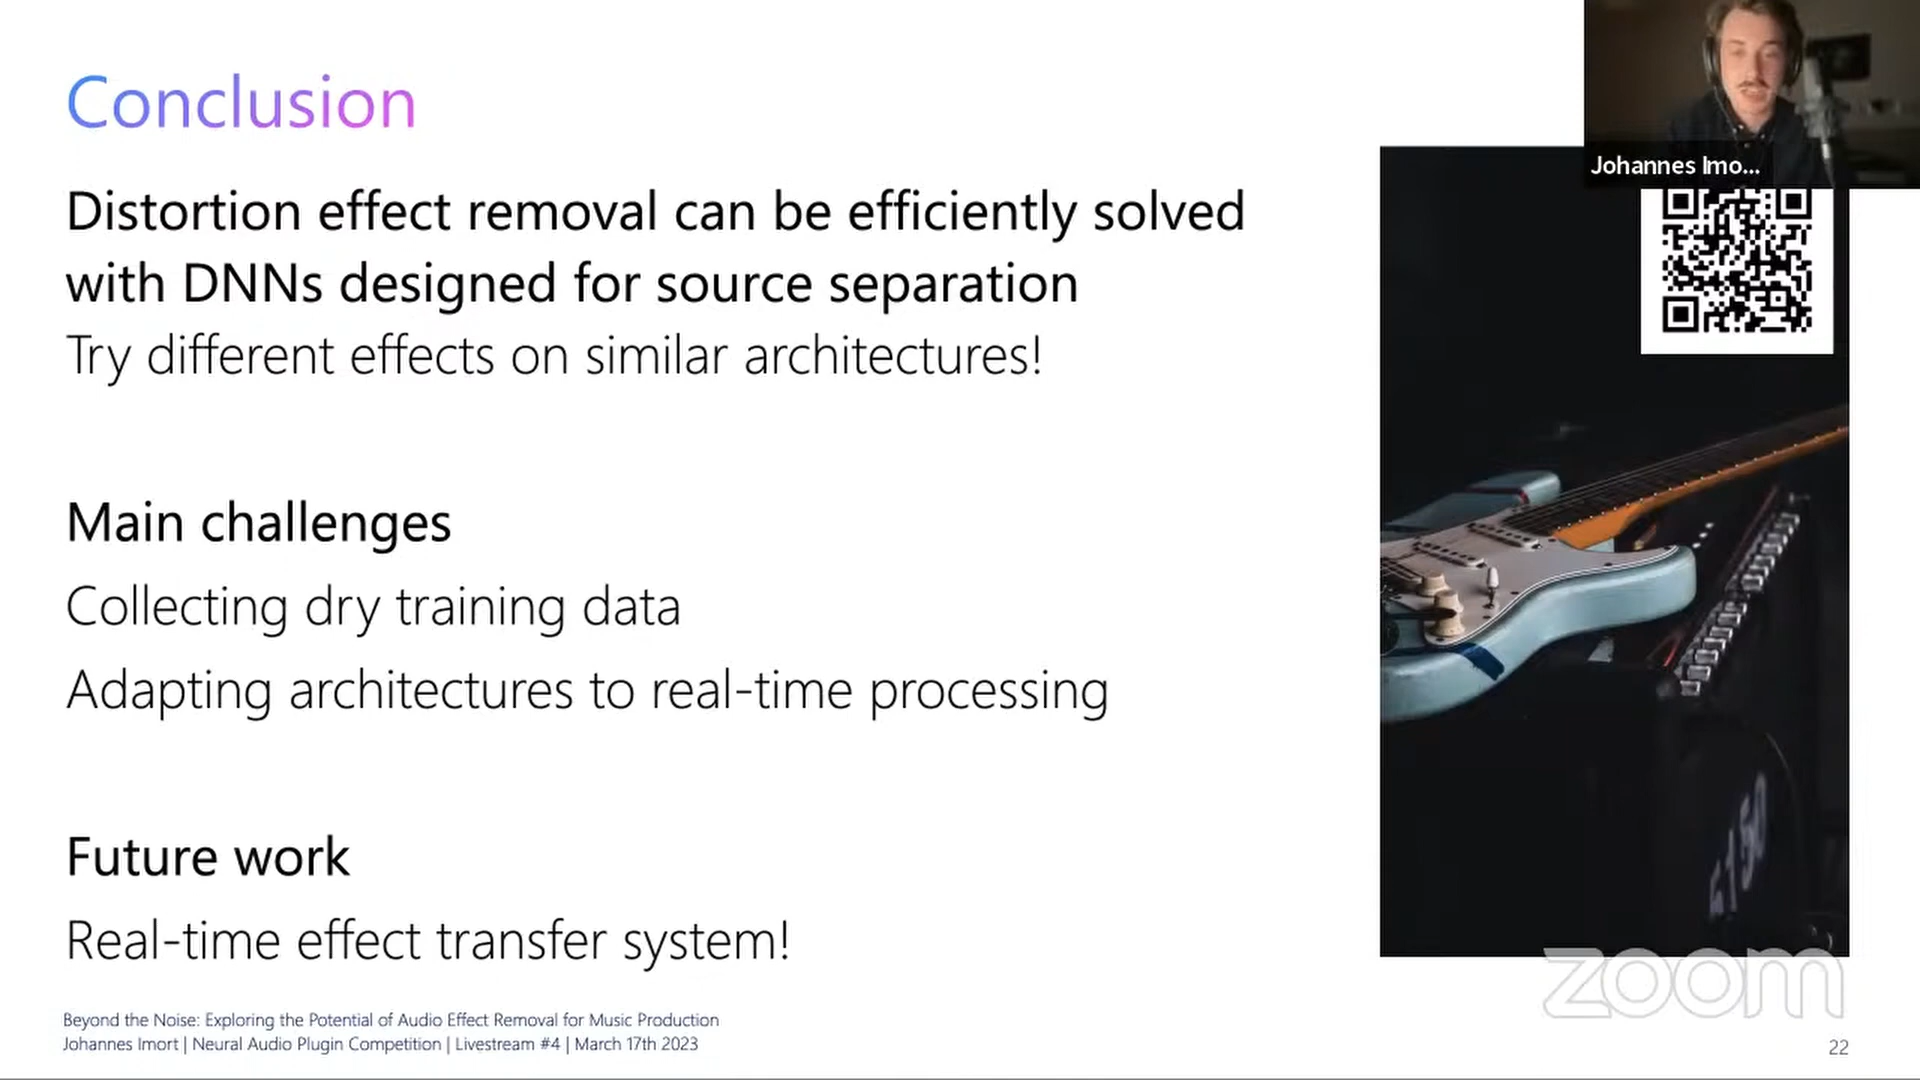 Conclusion
Johannes Imo...
Distortion effect removal can be efficiently solved
with DNNs designed for source separation
Try different effects on similar architectures!
Main challenges
Collecting dry training data
Adapting architectures to real-time processing
Future work
Real-time effect transfer system!
5150
zoom
Beyond the Noise: Exploring the Potential of Audio Effect Removal for Music Production
Johannes Imort | Neural Audio Plugin Competition | Livestream #4 | March 17th 2023
22